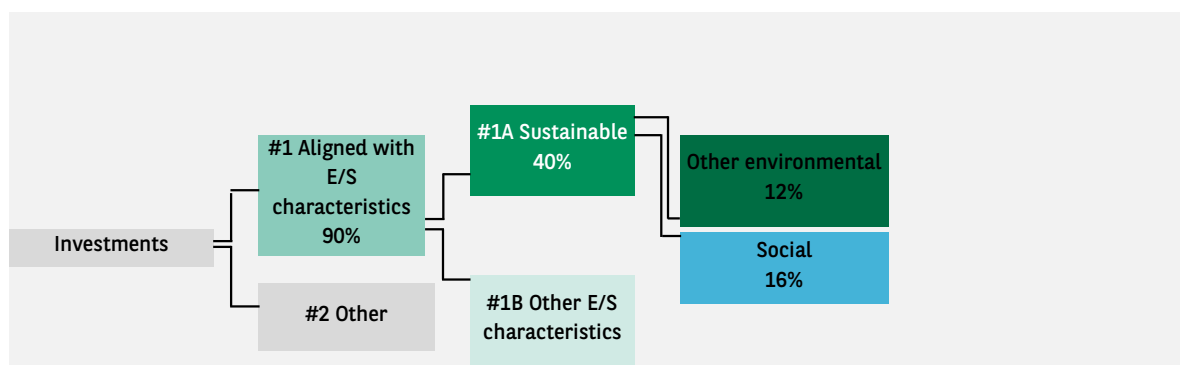 Investments
#1 Aligned with
E/S
characteristics
90%
#2 Other
#1A Sustainable
40%
#1B Other E/S
characteristics
Other environmental
12%
Social
16%